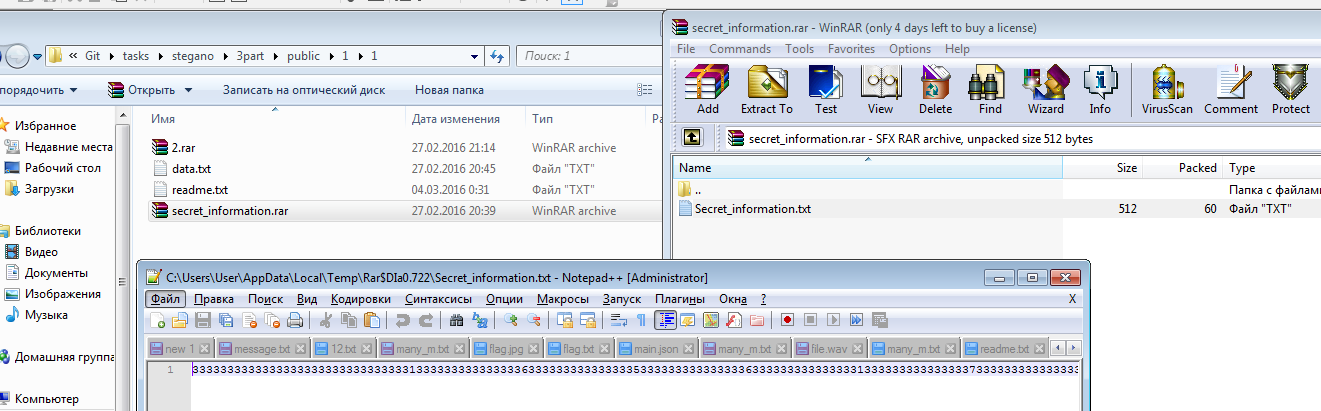 « Git ▸ tasks ▸ stegano ▸ 3part ▸ public ▸ 1 ▸ 1
Поиск: 1
порядочить
Открыть
Записать на оптический диск
Новая папка
Избранное
Недавние места
Рабочий стол
Загрузки
Библиотеки
Видео
Документы
Изображения
Музыка
Домашняя группа
Компьютер
Имя Дата изменения Тип Ра
2.rar 27.02.2016 21:14 WinRAR archive
data.txt 27.02.2016 20:45 Файл "TXT"
readme.txt 04.03.2016 0:31 Файл "TXT"
secret_information.rar 27.02.2016 20:39 WinRAR archive
secret_information.rar - WinRAR (only 4 days left to buy a license)
File Commands Tools Favorites Options Help
Add Extract To Test View Delete Find Wizard Info VirusScan Comment Protect
secret_information.rar - SFX RAR archive, unpacked size 512 bytes
Name Size Packed Type
.. Папка с файлами
Secret_information.txt 512 60 Файл "TXT"
C:\Users\User\AppData\Local\Temp\Rar$DIa0.722\Secret_information.txt - Notepad++ [Administrator]
Файл Правка Поиск Вид Кодировки Синтаксисы Опции Макросы Запуск Плагины Окна ? X
new 1 message.txt 12.txt many_m.txt flag.jpg flag.txt main.json many_m.txt file.wav many_m.txt readme.txt
1